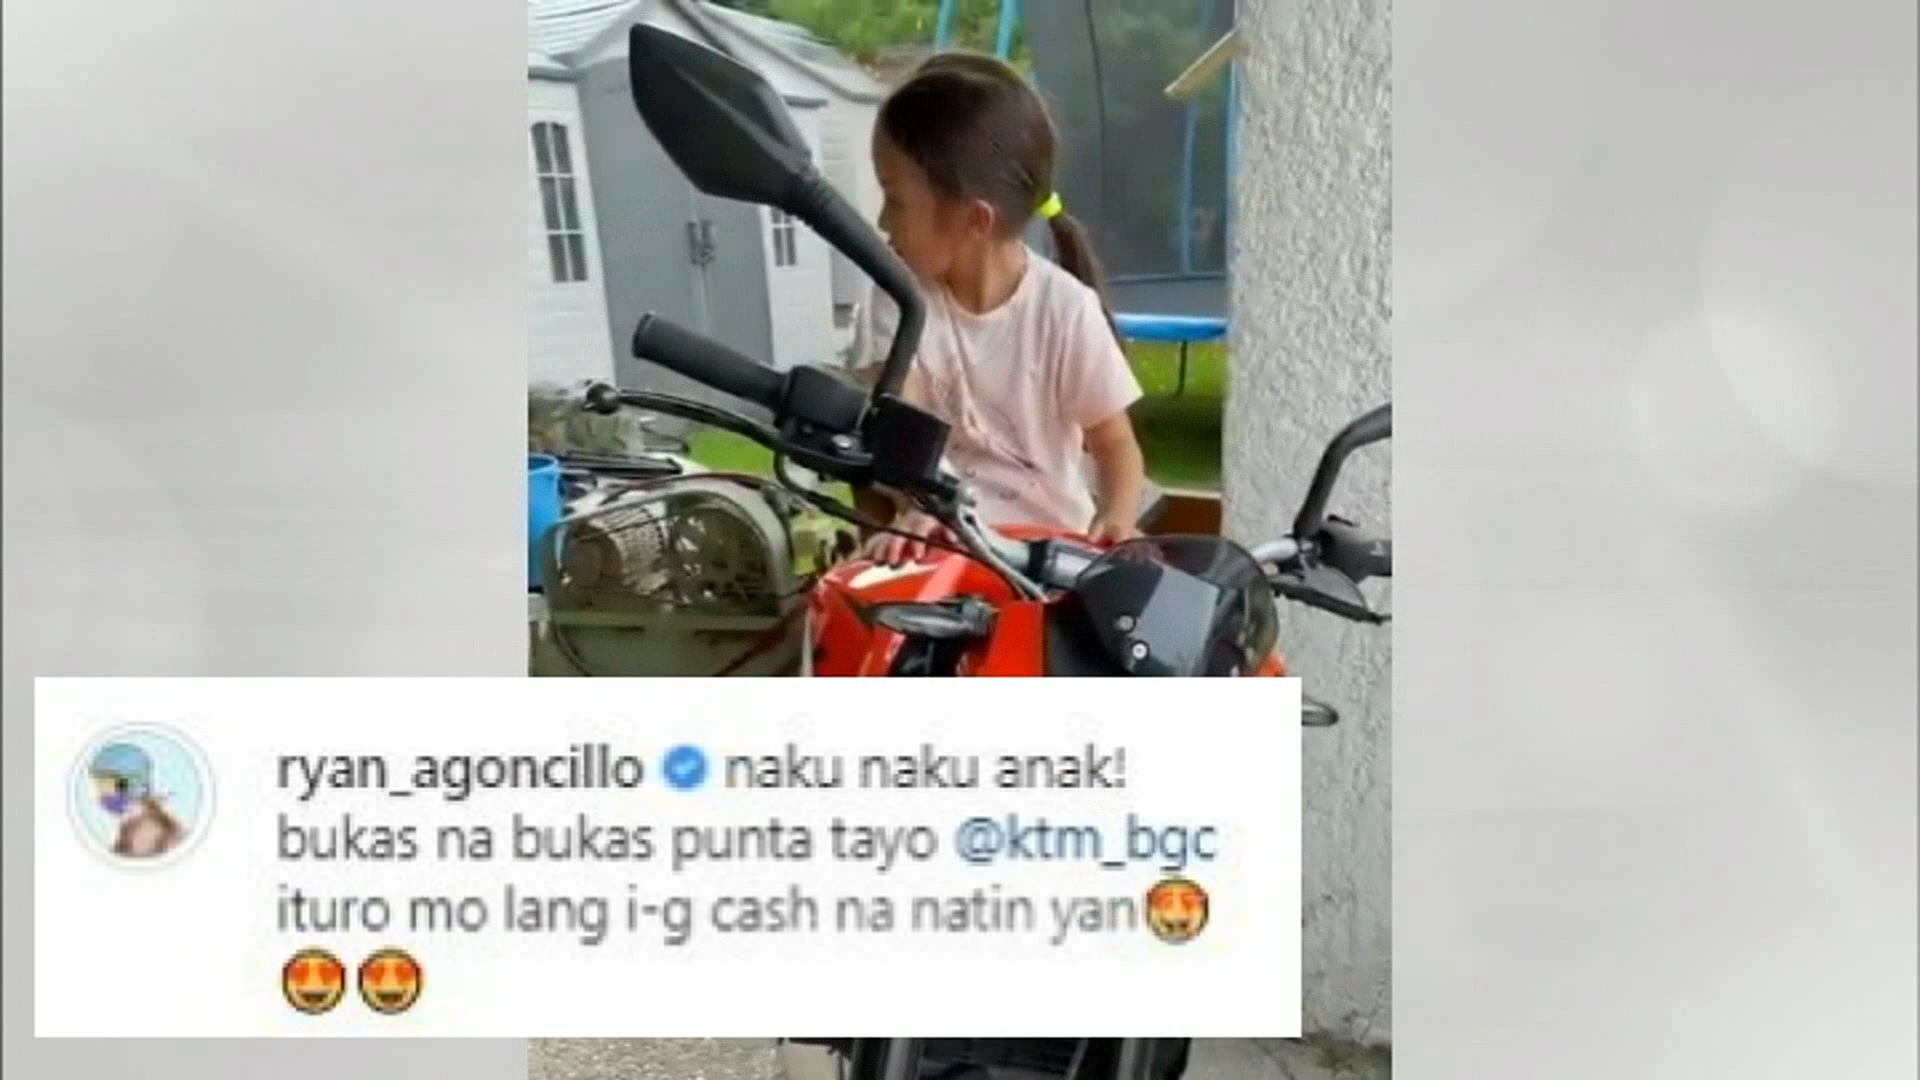 ryan_agoncillo naku naku anak!
bukas na bukas punta tayo @ktm_bgc
ituro mo lang i-g cash na natin yan😍
😍😍